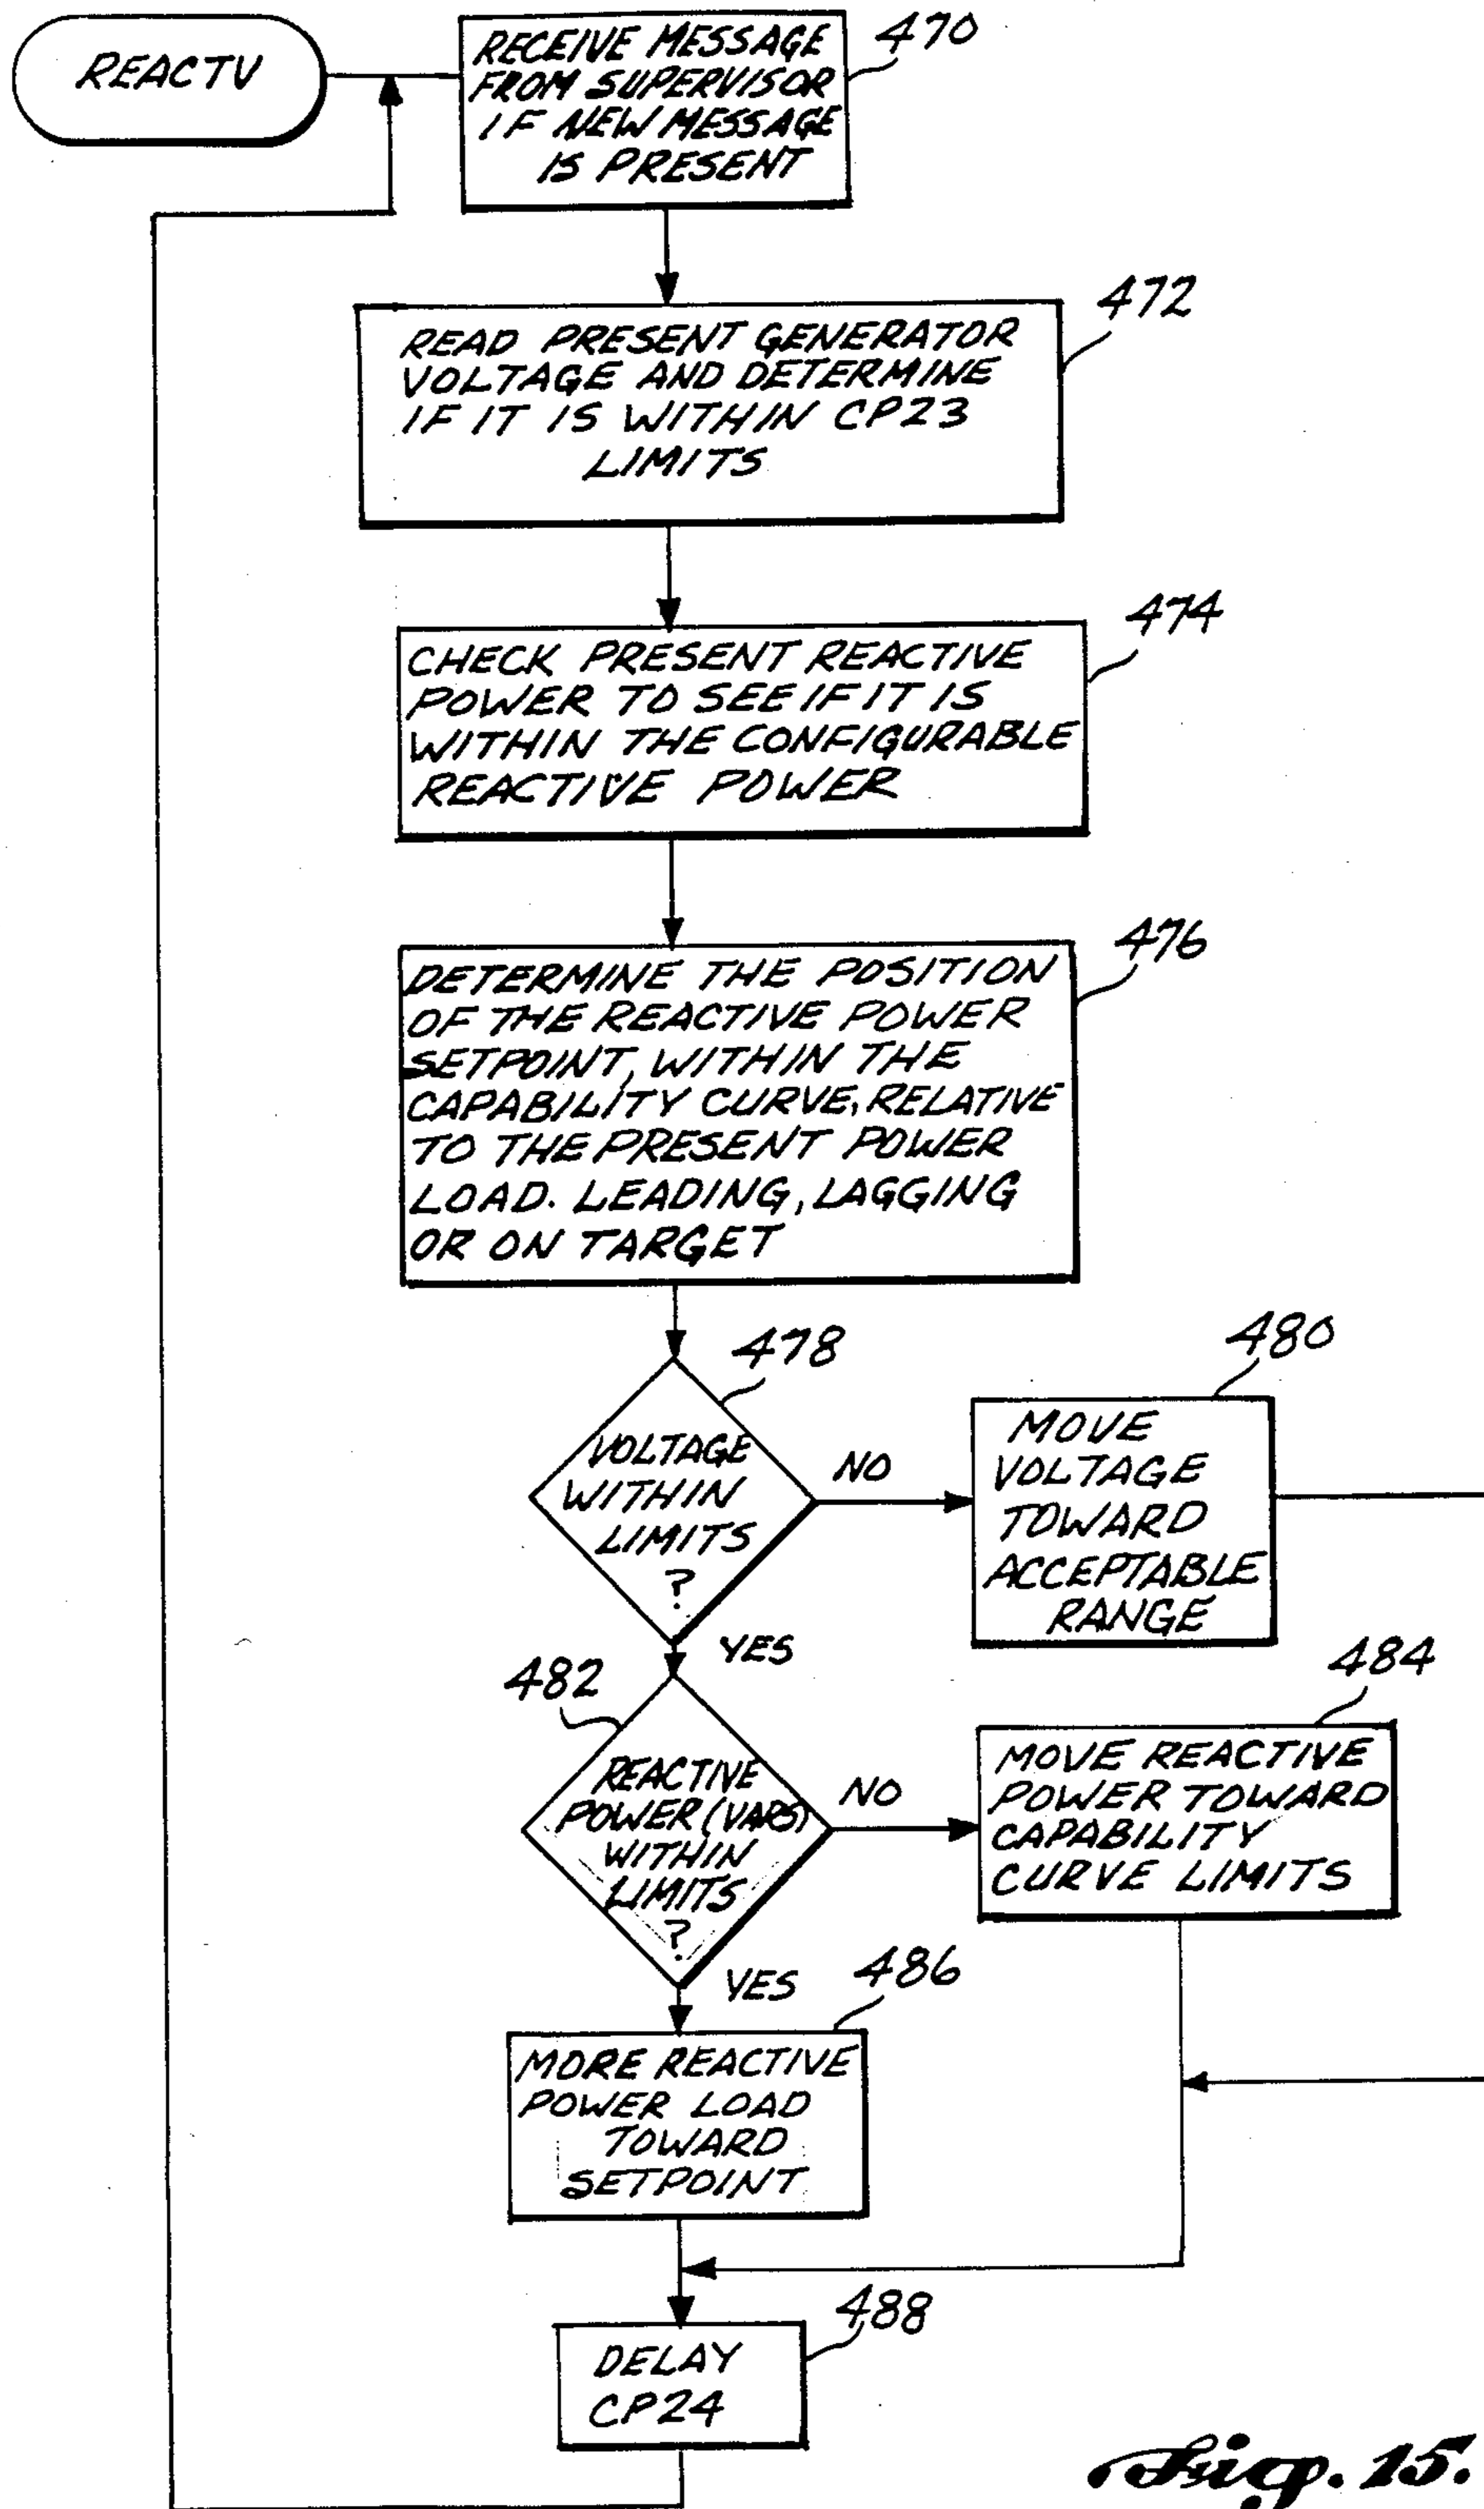 REACTV
RECEIVE MESSAGE
FROM SUPERVISOR
IF NEW MESSAGE
IS PRESENT
470
READ PRESENT GENERATOR
VOLTAGE AND DETERMINE
IF IT IS WITHIN CP23
LIMITS
472
CHECK PRESENT REACTIVE
POWER TO SEE IF IT IS
WITHIN THE CONFIGURABLE
REACTIVE POWER
474
DETERMINE THE POSITION
OF THE REACTIVE POWER
SETPOINT, WITHIN THE
CAPABILITY CURVE, RELATIVE
TO THE PRESENT POWER
LOAD. LEADING, LAGGING
OR ON TARGET
476
478
VOLTAGE
WITHIN
LIMITS
?
NO
YES
480
MOVE
VOLTAGE
TOWARD
ACCEPTABLE
RANGE
482
REACTIVE
POWER (VARS)
WITHIN
LIMITS
?
NO
YES
484
MOVE REACTIVE
POWER TOWARD
CAPABILITY
CURVE LIMITS
486
MORE REACTIVE
POWER LOAD
TOWARD
SETPOINT
488
DELAY
CP24
Fig. 15.